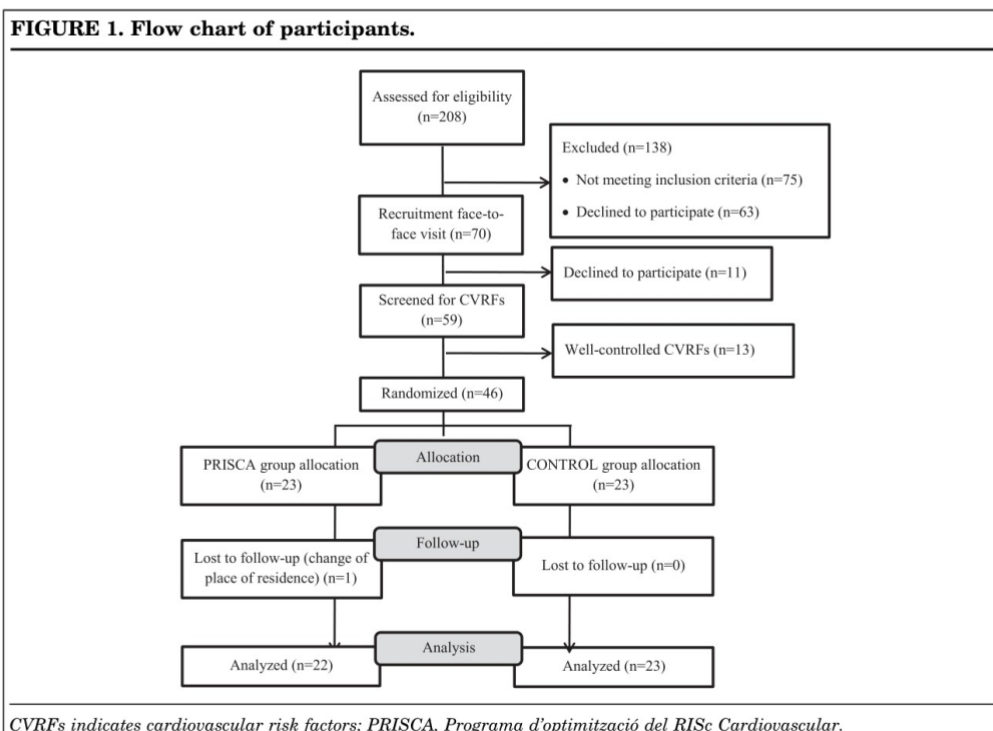 FIGURE 1. Flow chart of participants.
Assessed for eligibility
(n=208)
Excluded (n=138)
• Not meeting inclusion criteria (n=75)
• Declined to participate (n=63)
Recruitment face-to-
face visit (n=70)
Declined to participate (n=11)
Screened for CVRFs
(n=59)
Well-controlled CVRFs (n=13)
Randomized (n=46)
Allocation
PRISCA group allocation
(n=23)
CONTROL group allocation
(n=23)
Follow-up
Lost to follow-up (change of
place of residence) (n=1)
Lost to follow-up (n=0)
Analysis
Analyzed (n=22)
Analyzed (n=23)
CVRFs indicates cardiovascular risk factors; PRISCA, Programa d'optimització del RISc Cardiovascular.